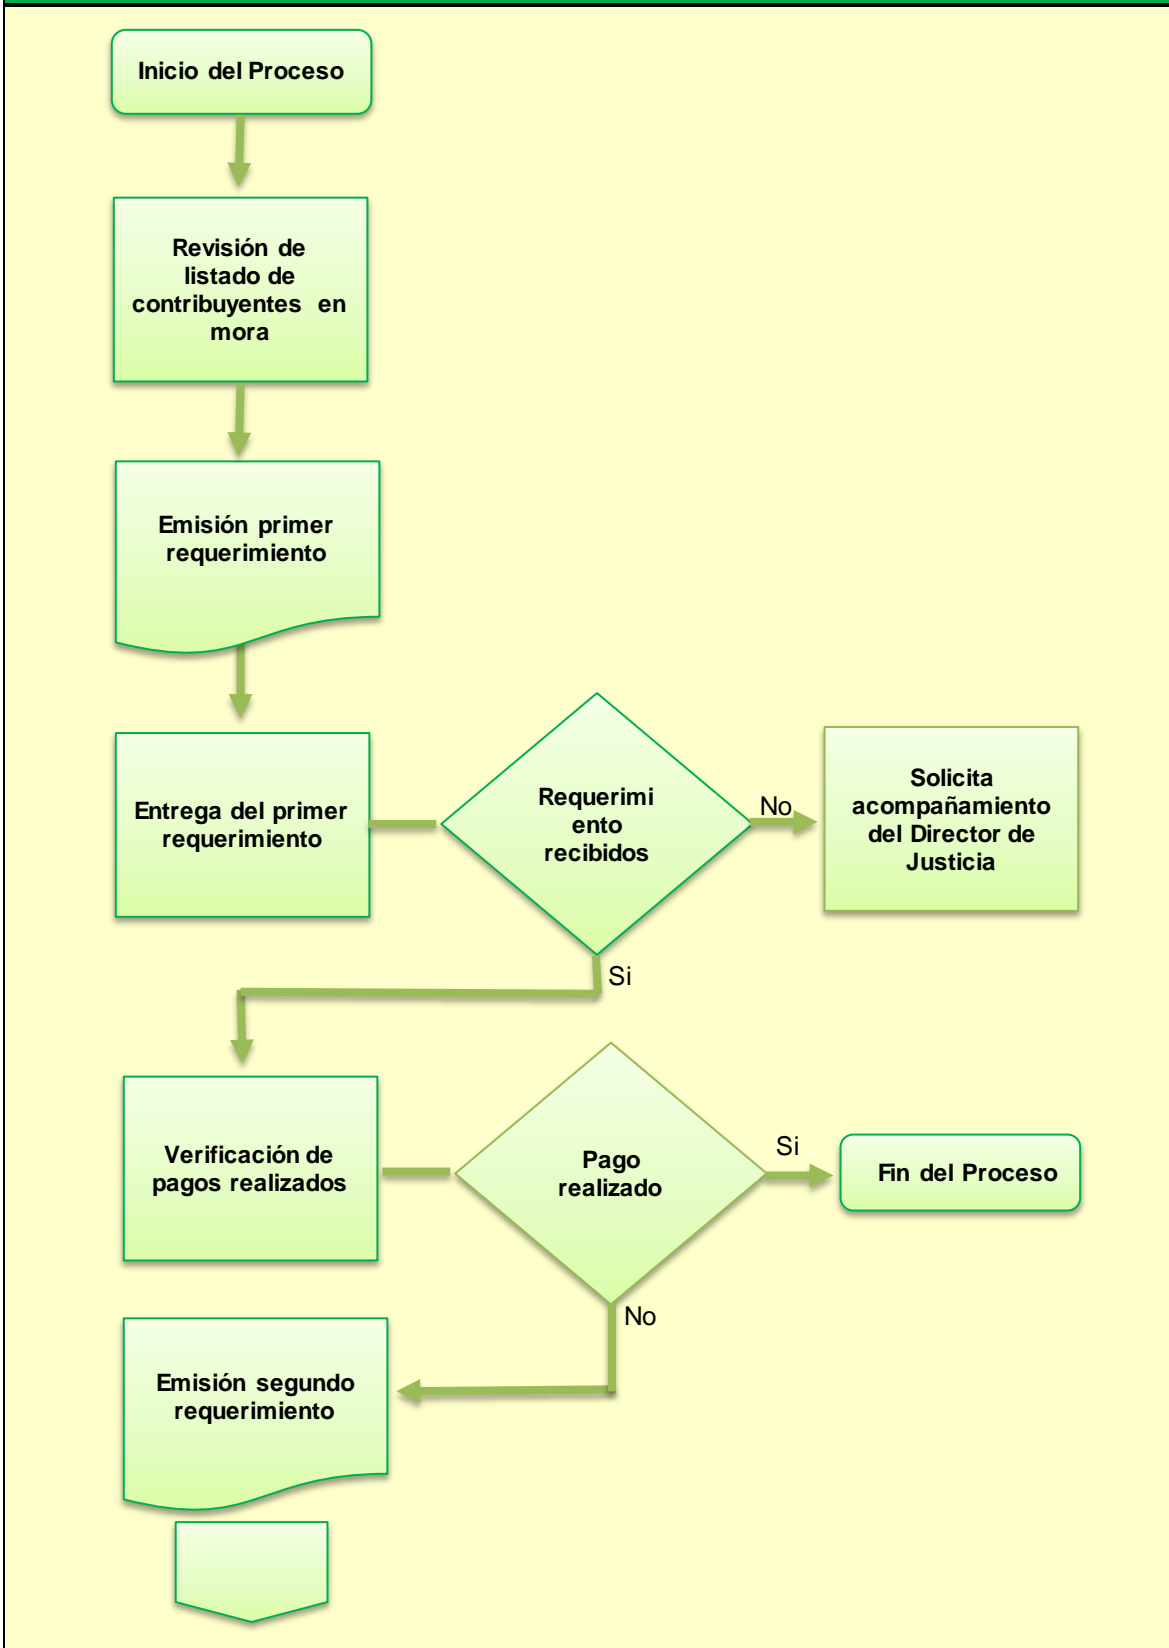 Inicio del Proceso
Revisión de
listado de
contribuyentes en
mora
Emisión primer
requerimiento
Entrega del primer
requerimiento
Requerimi
ento
recibidos
No
Solicita
acompañamiento
del Director de
Justicia
Si
Verificación de
pagos realizados
Pago
realizado
Si
Fin del Proceso
No
Emisión segundo
requerimiento